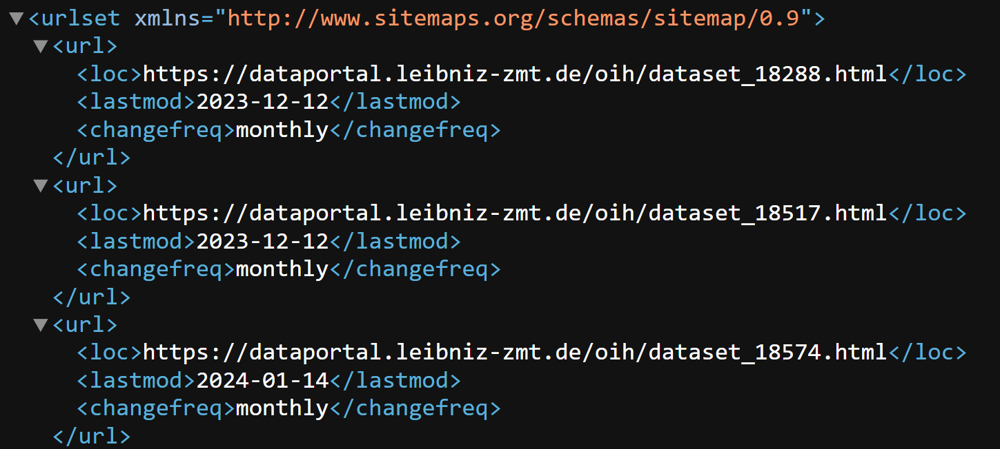 <urlset xmlns="http://www.sitemaps.org/schemas/sitemap/0.9">
<url>
<loc>https://dataportal.leibniz-zmt.de/oih/dataset_18288.html</loc>
<lastmod>2023-12-12</lastmod>
<changefreq>monthly</changefreq>
</url>
<url>
<loc>https://dataportal.leibniz-zmt.de/oih/dataset_18517.html</loc>
<lastmod>2023-12-12</lastmod>
<changefreq>monthly</changefreq>
</url>
<url>
<loc>https://dataportal.leibniz-zmt.de/oih/dataset_18574.html</loc>
<lastmod>2024-01-14</lastmod>
<changefreq>monthly</changefreq>
</url>